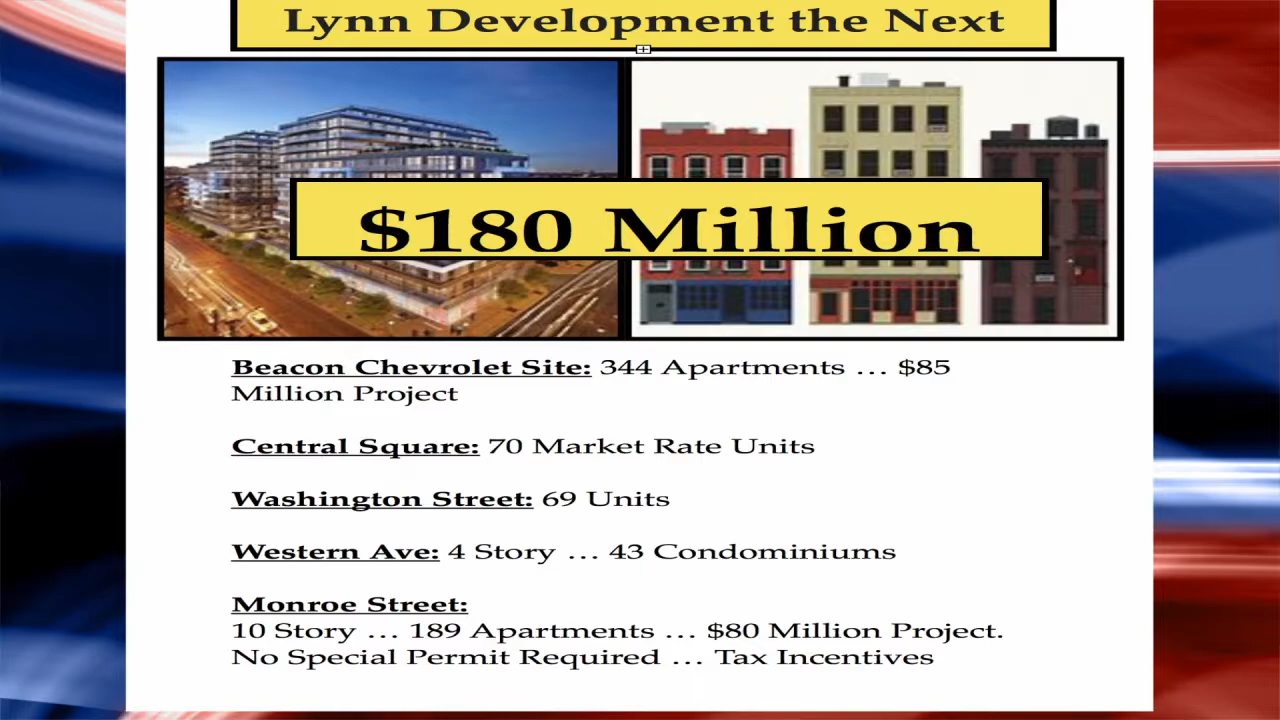 Lynn Development the Next
$180 Million
Beacon Chevrolet Site: 344 Apartments … $85
Million Project
Central Square: 70 Market Rate Units
Washington Street: 69 Units
Western Ave: 4 Story … 43 Condominiums
Monroe Street:
10 Story … 189 Apartments … $80 Million Project.
No Special Permit Required … Tax Incentives